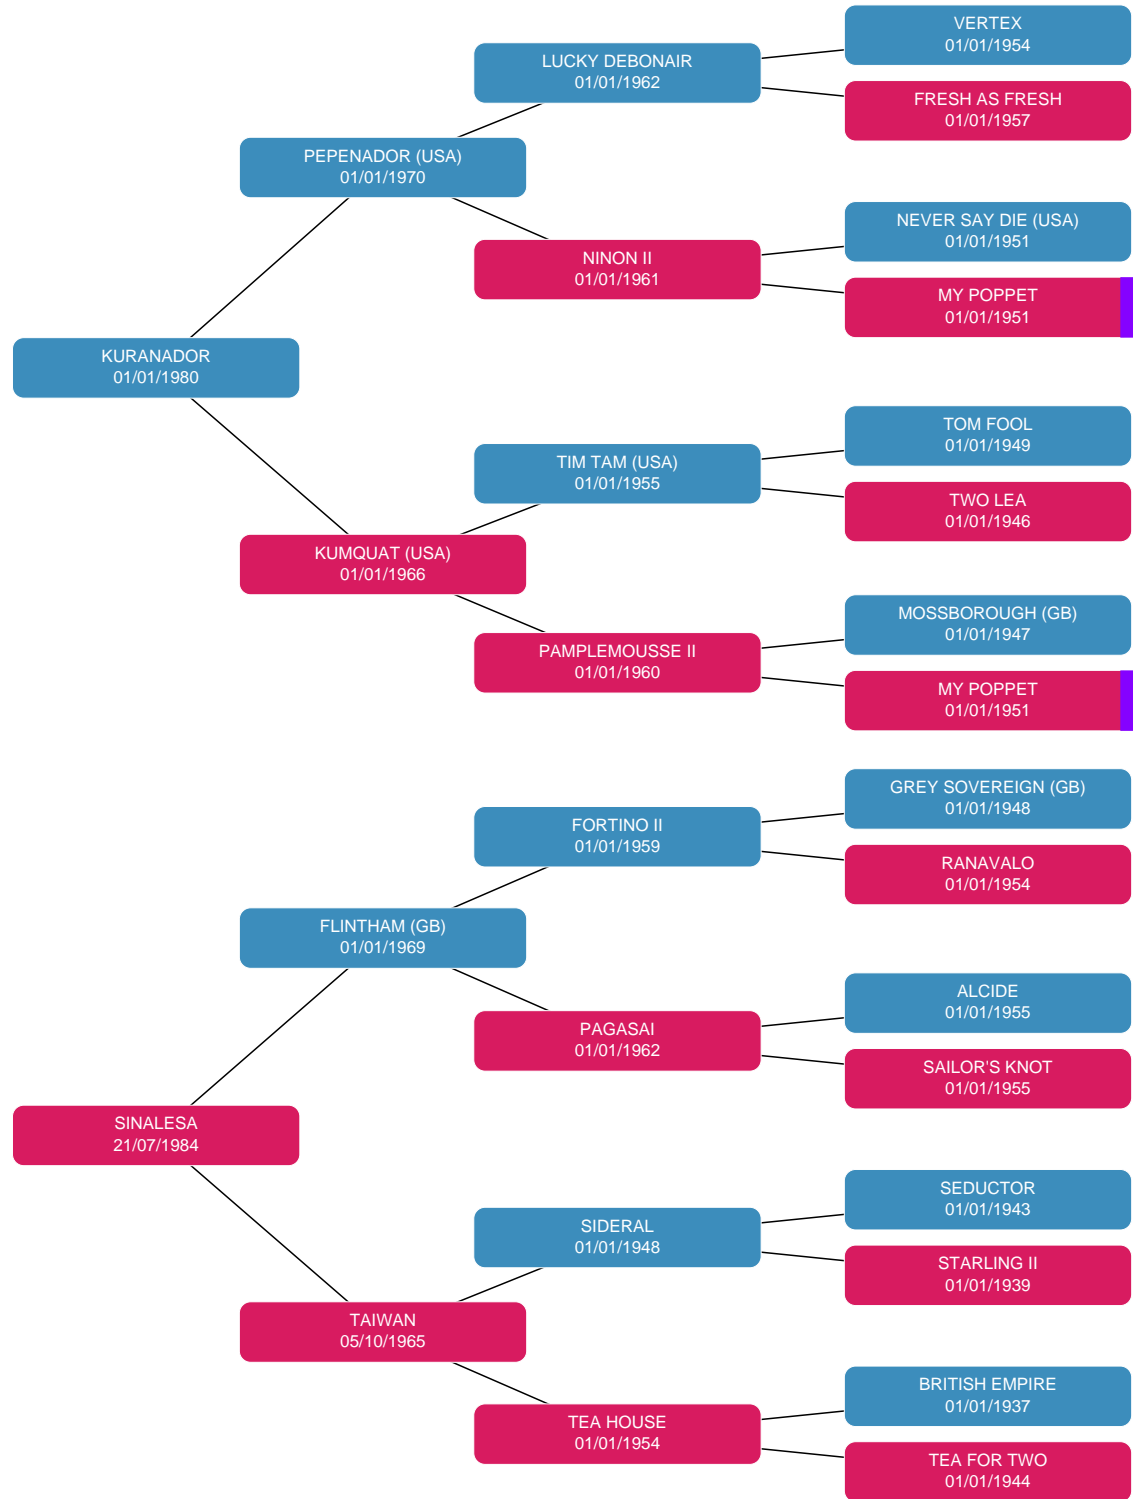 VERTEX
01/01/1954
LUCKY DEBONAIR
01/01/1962
FRESH AS FRESH
01/01/1957
PEPENADOR (USA)
01/01/1970
NEVER SAY DIE (USA)
01/01/1951
NINON II
01/01/1961
MY POPPET
01/01/1951
KURANADOR
01/01/1980
TOM FOOL
01/01/1949
TIM TAM (USA)
01/01/1955
TWO LEA
01/01/1946
KUMQUAT (USA)
01/01/1966
MOSSBOROUGH (GB)
01/01/1947
PAMPLEMOUSSE II
01/01/1960
MY POPPET
01/01/1951
GREY SOVEREIGN (GB)
01/01/1948
FORTINO II
01/01/1959
RANAVALO
01/01/1954
FLINTHAM (GB)
01/01/1969
ALCIDE
01/01/1955
PAGASAI
01/01/1962
SAILOR'S KNOT
01/01/1955
SINALESA
21/07/1984
SEDUCTOR
01/01/1943
SIDERAL
01/01/1948
STARLING II
01/01/1939
TAIWAN
05/10/1965
BRITISH EMPIRE
01/01/1937
TEA HOUSE
01/01/1954
TEA FOR TWO
01/01/1944